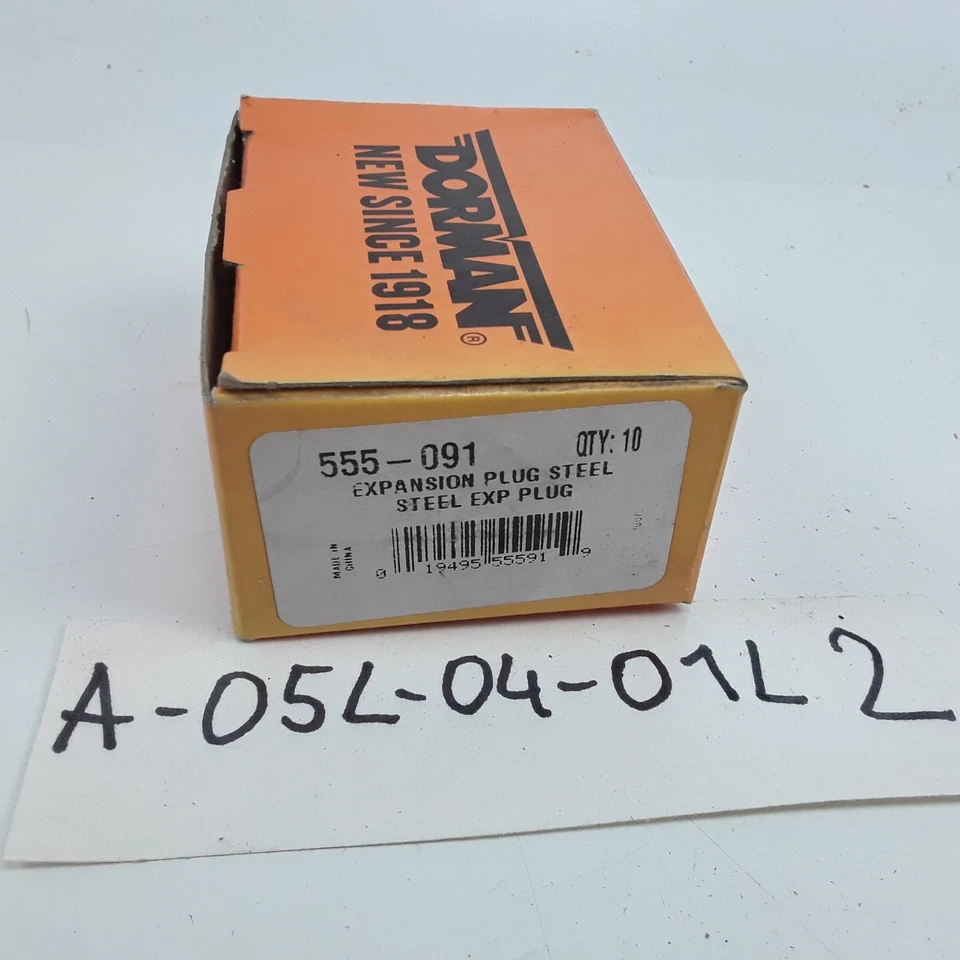 DORMAN®
NEW SINCE 1918
555-091 QTY: 10
EXPANSION PLUG STEEL
STEEL EXP PLUG
MADE IN
CHINA
19495 55591 9
A-05L-04-01L2